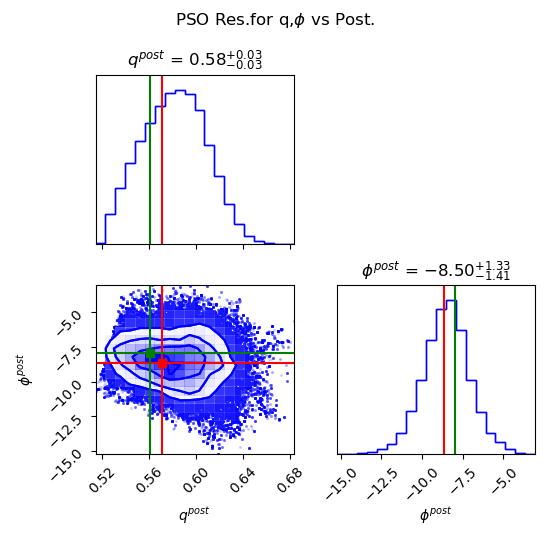 PSO Res.for q,ϕ vs Post.
q^{post} = 0.58^{+0.03}_{-0.03}
ϕ^{post} = −8.50^{+1.33}_{-1.41}
ϕ^{post}
−5.0
−7.5
−10.0
−12.5
−15.0
0.52
0.56
0.60
0.64
0.68
q^{post}
−15.0
−12.5
−10.0
−7.5
−5.0
ϕ^{post}